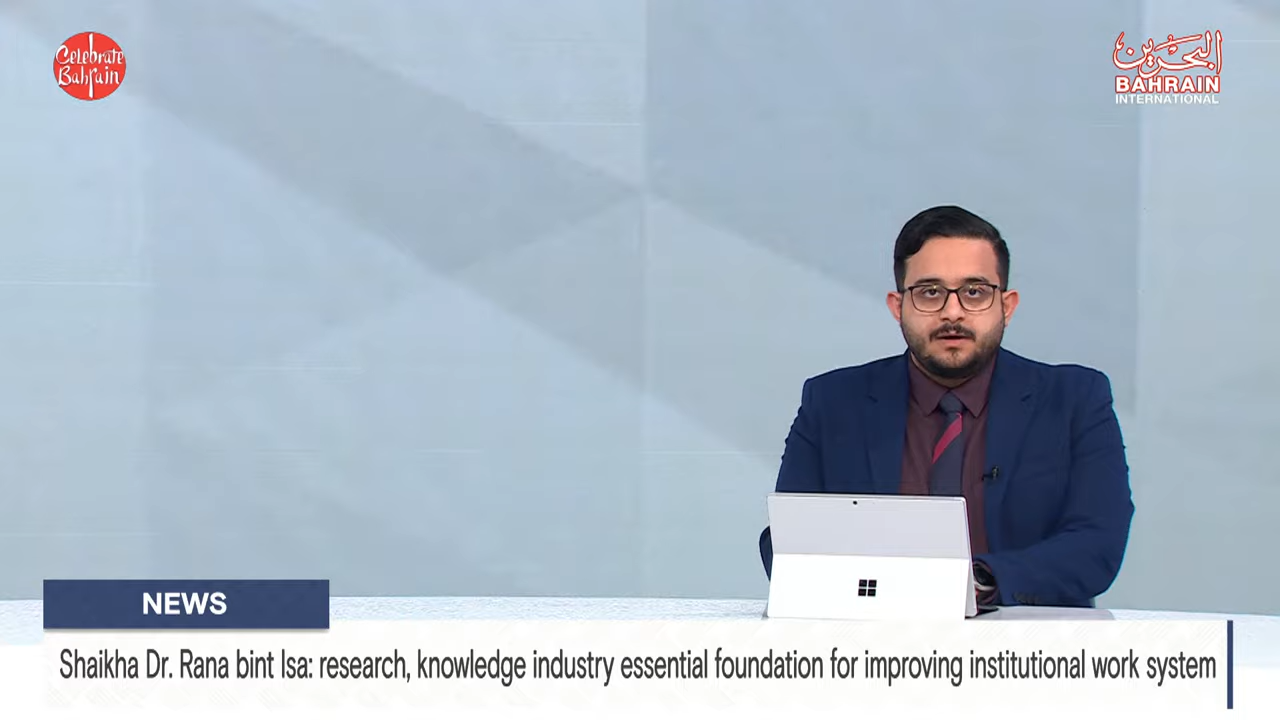 Celebrate
Bahrain
البحرين
BAHRAIN
INTERNATIONAL
NEWS
Shaikha Dr. Rana bint Isa: research, knowledge industry essential foundation for improving institutional work system